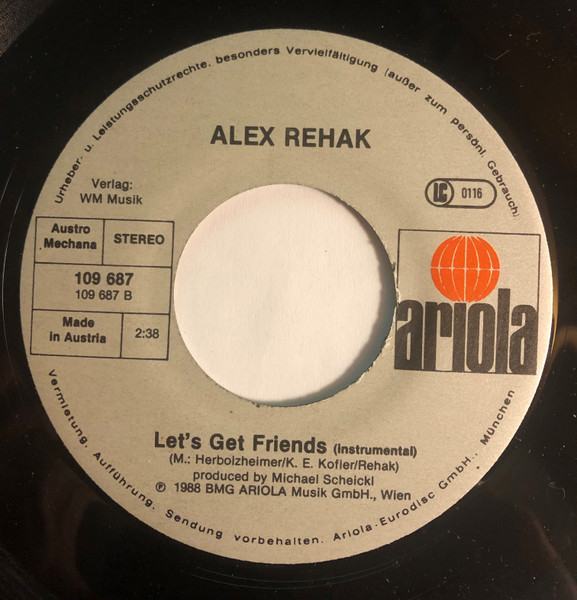 Urheber- u. Leistungsschutzrechte, besonders Vervielfältigung (außer zum persönl. Gebrauch)
ALEX REHAK
Verlag:
WM Musik
LC 0116
Austro
Mechana
STEREO
109 687
109 687 B
Made
in Austria
2:38
ariola
Let's Get Friends (Instrumental)
(M.: Herbolzheimer/K. E. Kofler/Rehak)
produced by Michael Scheickl
℗ 1988 BMG ARIOLA Musik GmbH., Wien
Vermietung, Aufführung, Sendung vorbehalten. Ariola-Eurodisc GmbH., München